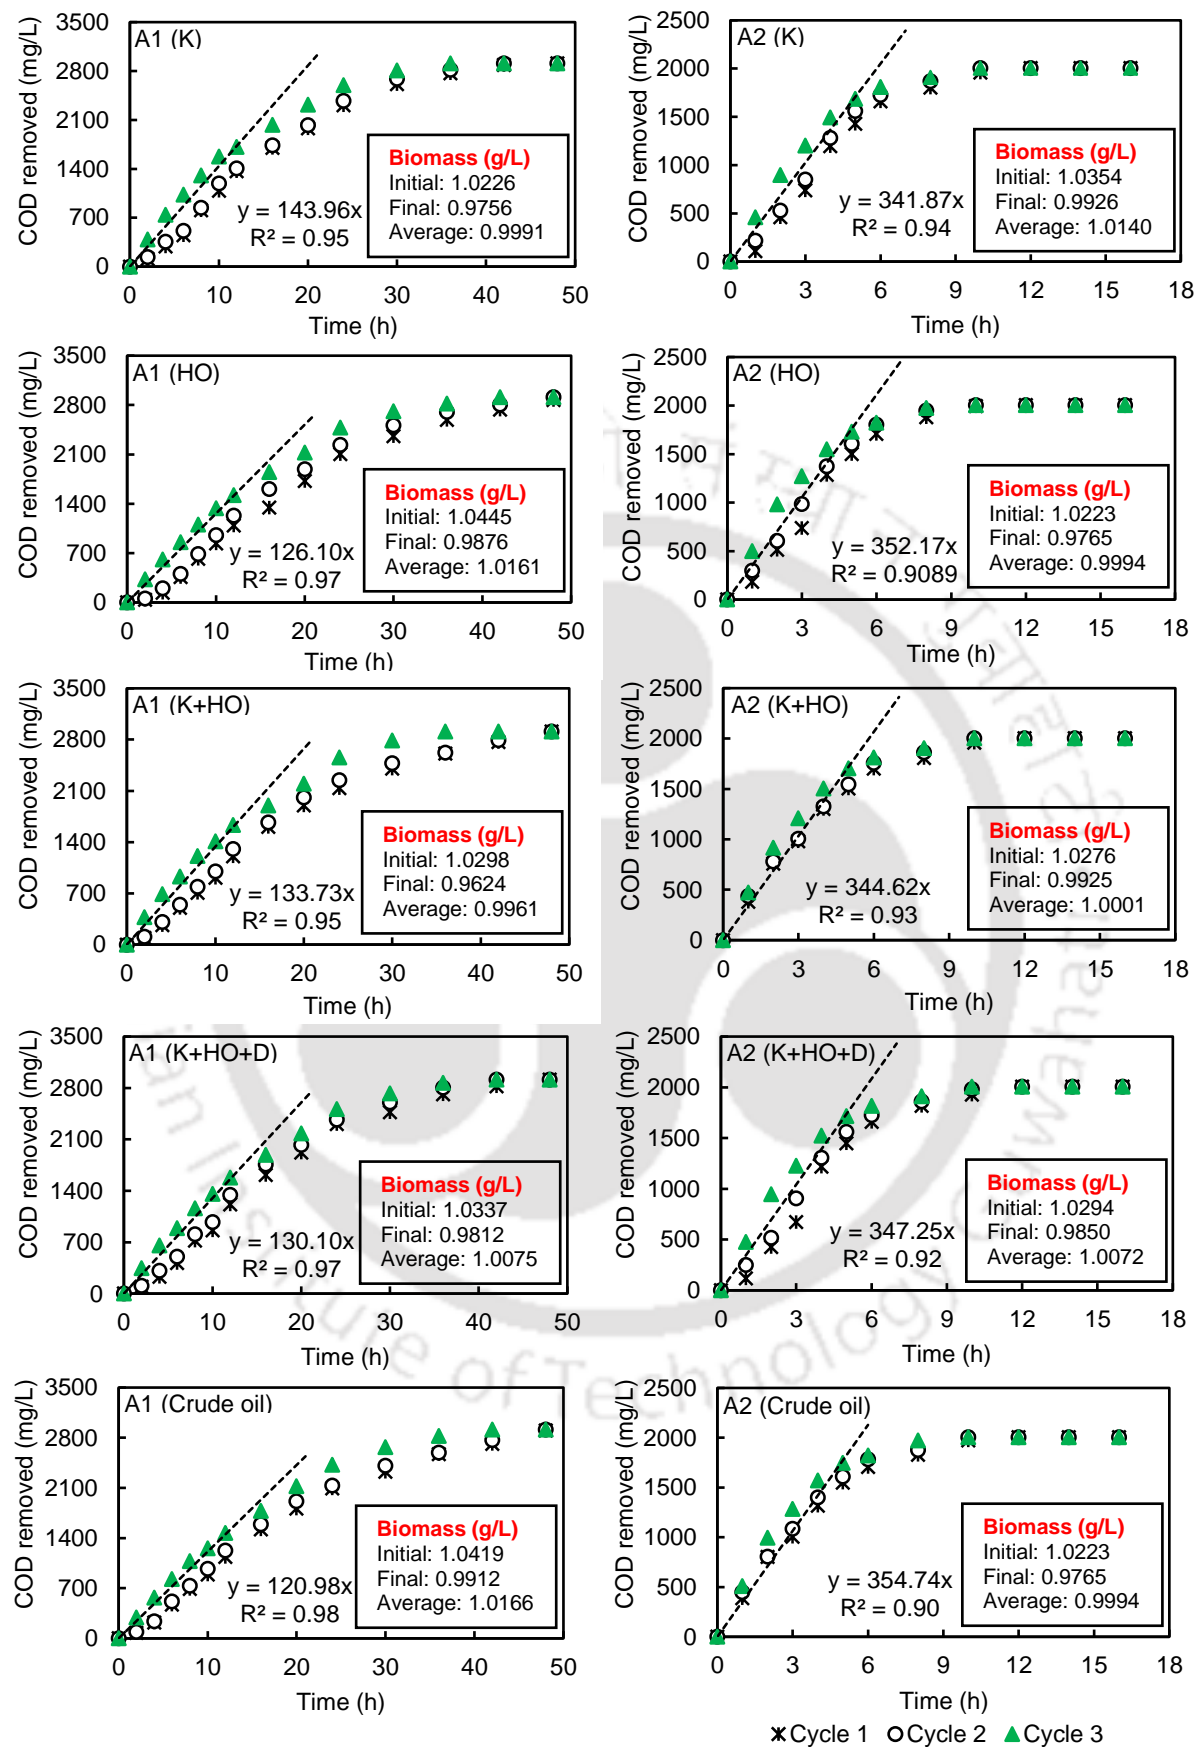 A1 (K)
COD removed (mg/L)
3500
2800
2100
1400
700
0
Biomass (g/L)
Initial: 1.0226
Final: 0.9756
Average: 0.9991
y = 143.96x
R² = 0.95
0 10 20 30 40 50
Time (h)
A2 (K)
COD removed (mg/L)
2500
2000
1500
1000
500
0
Biomass (g/L)
Initial: 1.0354
Final: 0.9926
Average: 1.0140
y = 341.87x
R² = 0.94
0 3 6 9 12 15 18
Time (h)
A1 (HO)
COD removed (mg/L)
3500
2800
2100
1400
700
0
Biomass (g/L)
Initial: 1.0445
Final: 0.9876
Average: 1.0161
y = 126.10x
R² = 0.97
0 10 20 30 40 50
Time (h)
A2 (HO)
COD removed (mg/L)
2500
2000
1500
1000
500
0
Biomass (g/L)
Initial: 1.0223
Final: 0.9765
Average: 0.9994
y = 352.17x
R² = 0.9089
0 3 6 9 12 15 18
Time (h)
A1 (K+HO)
COD removed (mg/L)
3500
2800
2100
1400
700
0
Biomass (g/L)
Initial: 1.0298
Final: 0.9624
Average: 0.9961
y = 133.73x
R² = 0.95
0 10 20 30 40 50
Time (h)
A2 (K+HO)
COD removed (mg/L)
2500
2000
1500
1000
500
0
Biomass (g/L)
Initial: 1.0276
Final: 0.9925
Average: 1.0001
y = 344.62x
R² = 0.93
0 3 6 9 12 15 18
Time (h)
A1 (K+HO+D)
COD removed (mg/L)
3500
2800
2100
1400
700
0
Biomass (g/L)
Initial: 1.0337
Final: 0.9812
Average: 1.0075
y = 130.10x
R² = 0.97
0 10 20 30 40 50
Time (h)
A2 (K+HO+D)
COD removed (mg/L)
2500
2000
1500
1000
500
0
Biomass (g/L)
Initial: 1.0294
Final: 0.9850
Average: 1.0072
y = 347.25x
R² = 0.92
0 3 6 9 12 15 18
Time (h)
A1 (Crude oil)
COD removed (mg/L)
3500
2800
2100
1400
700
0
Biomass (g/L)
Initial: 1.0419
Final: 0.9912
Average: 1.0166
y = 120.98x
R² = 0.98
0 10 20 30 40 50
Time (h)
A2 (Crude oil)
COD removed (mg/L)
2500
2000
1500
1000
500
0
Biomass (g/L)
Initial: 1.0223
Final: 0.9765
Average: 0.9994
y = 354.74x
R² = 0.90
0 3 6 9 12 15 18
Time (h)
Cycle 1 Cycle 2 Cycle 3
of Technology